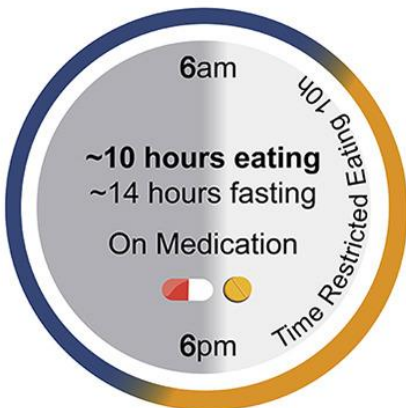 6am
~10 hours eating
~14 hours fasting
On Medication
6pm
Time Restricted Eating 10h